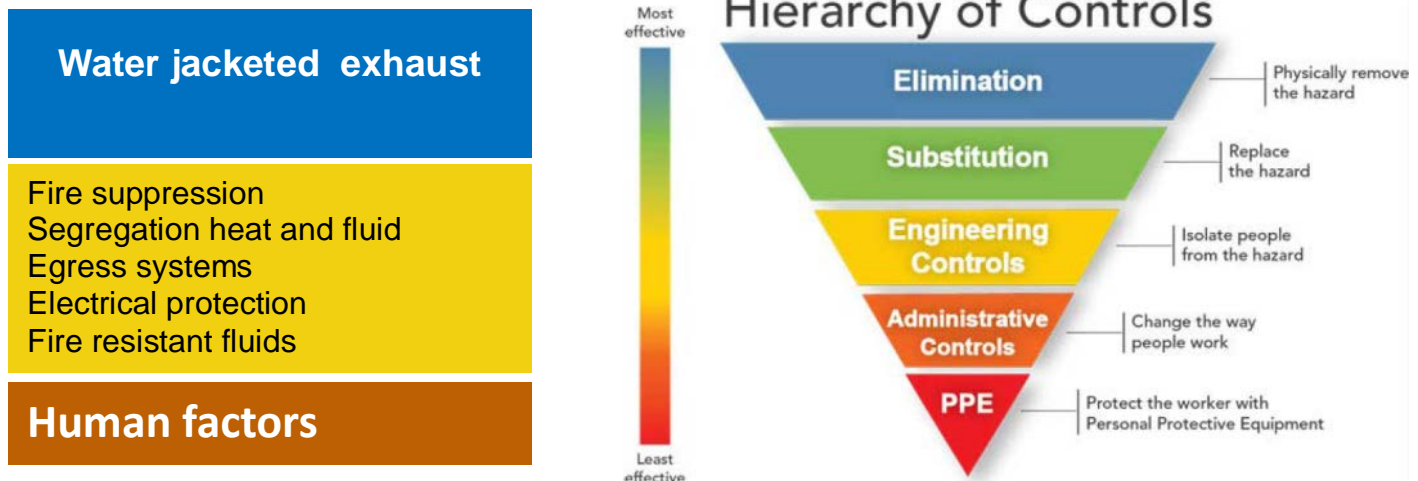 Water jacketed exhaust
Fire suppression
Segregation heat and fluid
Egress systems
Electrical protection
Fire resistant fluids
Human factors
Hierarchy of Controls
Most
effective
Elimination
Physically remove
the hazard
Substitution
Replace
the hazard
Engineering
Controls
Isolate people
from the hazard
Administrative
Controls
Change the way
people work
PPE
Protect the worker with
Personal Protective Equipment
Least
effective